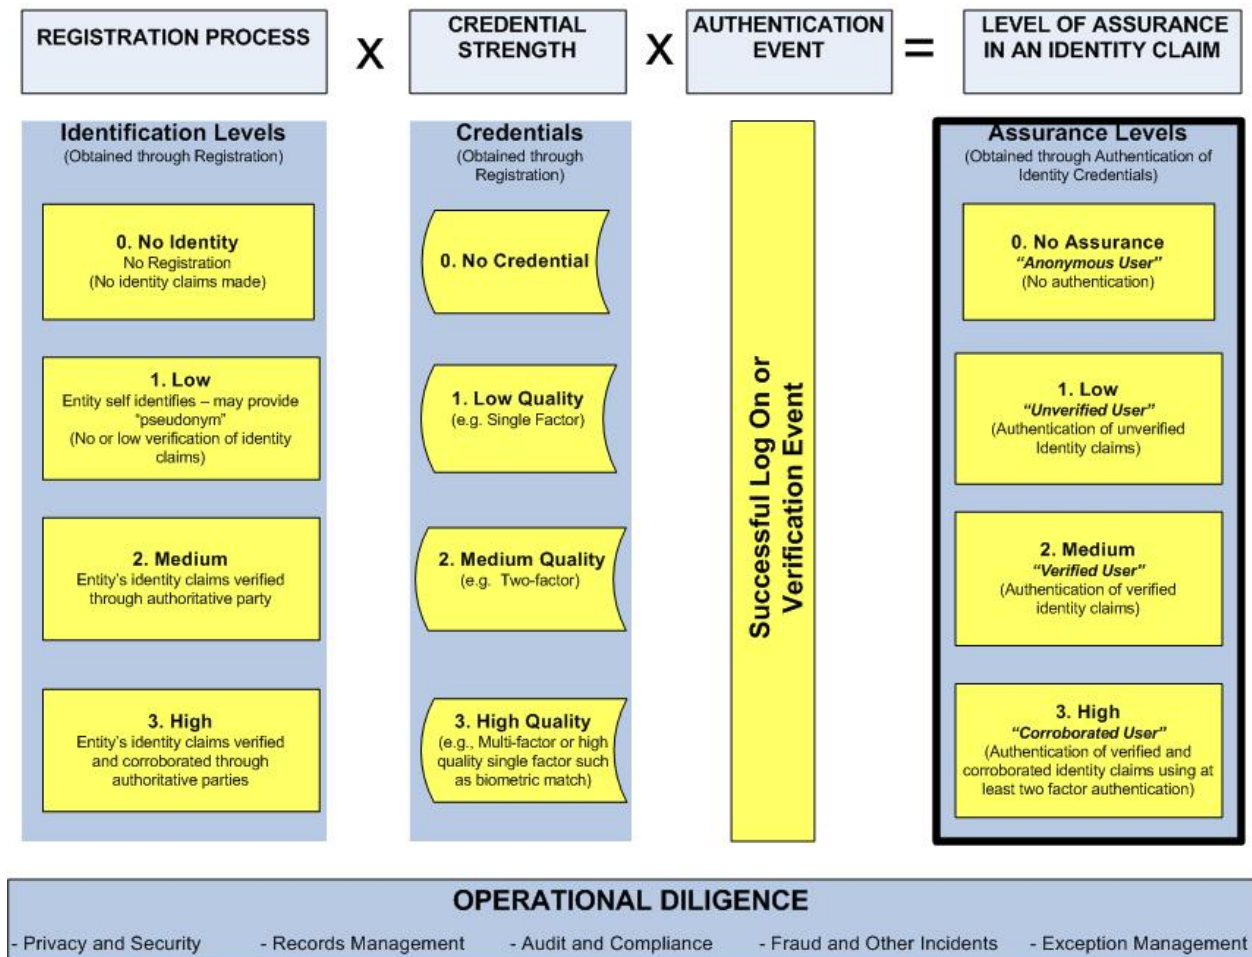 REGISTRATION PROCESS
X
CREDENTIAL
STRENGTH
X
AUTHENTICATION
EVENT
=
LEVEL OF ASSURANCE
IN AN IDENTITY CLAIM
Identification Levels
(Obtained through Registration)
0. No Identity
No Registration
(No identity claims made)
1. Low
Entity self identifies – may provide
"pseudonym"
(No or low verification of identity
claims)
2. Medium
Entity's identity claims verified
through authoritative party
3. High
Entity's identity claims verified
and corroborated through
authoritative parties
Credentials
(Obtained through
Registration)
0. No Credential
1. Low Quality
(e.g. Single Factor)
2. Medium Quality
(e.g. Two-factor)
3. High Quality
(e.g., Multi-factor or high
quality single factor such
as biometric match)
Successful Log On or
Verification Event
Assurance Levels
(Obtained through Authentication of
Identity Credentials)
0. No Assurance
"Anonymous User"
(No authentication)
1. Low
"Unverified User"
(Authentication of unverified
Identity claims)
2. Medium
"Verified User"
(Authentication of verified
identity claims)
3. High
"Corroborated User"
(Authentication of verified and
corroborated identity claims using at
least two factor authentication)
OPERATIONAL DILIGENCE
- Privacy and Security - Records Management - Audit and Compliance - Fraud and Other Incidents - Exception Management